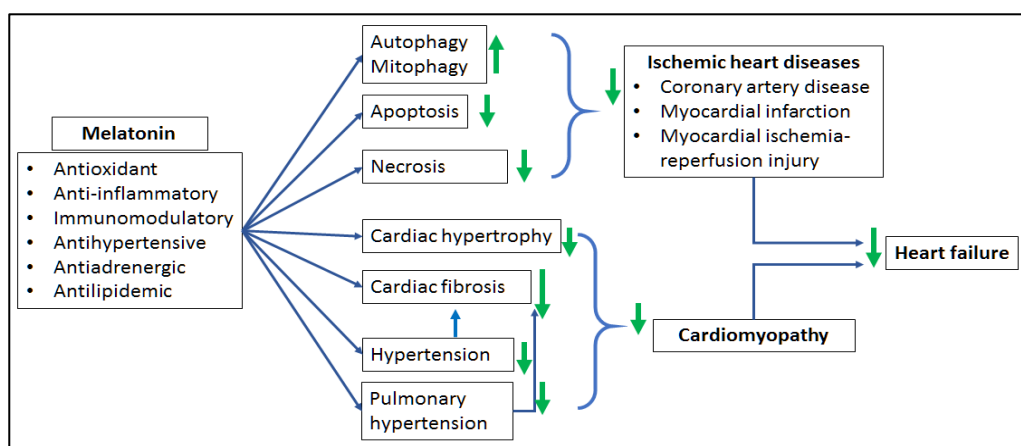 Melatonin
• Antioxidant
• Anti-inflammatory
• Immunomodulatory
• Antihypertensive
• Antiadrenergic
• Antilipidemic
Autophagy
Mitophagy
Apoptosis
Necrosis
Cardiac hypertrophy
Cardiac fibrosis
Hypertension
Pulmonary
hypertension
Ischemic heart diseases
• Coronary artery disease
• Myocardial infarction
• Myocardial ischemia-
reperfusion injury
Cardiomyopathy
Heart failure